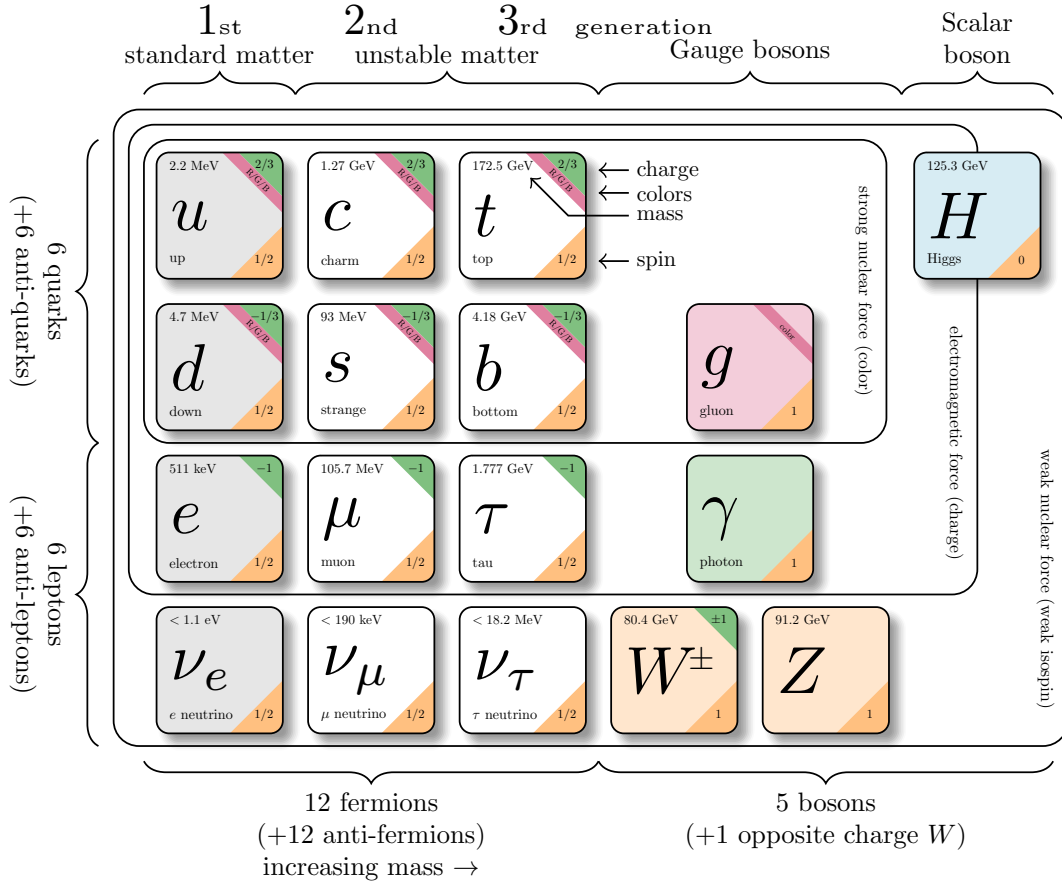 1st 2nd 3rd generation
standard matter unstable matter Gauge bosons Scalar boson
6 quarks
(+6 anti-quarks)
6 leptons
(+6 anti-leptons)
2.2 MeV 2/3 R/G/B
u
up 1/2
1.27 GeV 2/3 R/G/B
c
charm 1/2
172.5 GeV 2/3 R/G/B
t
top 1/2
charge
colors
mass
spin
125.3 GeV
H
Higgs 0
4.7 MeV −1/3 R/G/B
d
down 1/2
93 MeV −1/3 R/G/B
s
strange 1/2
4.18 GeV −1/3 R/G/B
b
bottom 1/2
color
g
gluon 1
strong nuclear force (color)
511 keV −1
e
electron 1/2
105.7 MeV −1
μ
muon 1/2
1.777 GeV −1
τ
tau 1/2
γ
photon 1
electromagnetic force (charge)
< 1.1 eV
νe
e neutrino 1/2
< 190 keV
νμ
μ neutrino 1/2
< 18.2 MeV
ντ
τ neutrino 1/2
80.4 GeV ±1
W±
1
91.2 GeV
Z
1
weak nuclear force (weak isospin)
12 fermions
(+12 anti-fermions)
increasing mass →
5 bosons
(+1 opposite charge W)